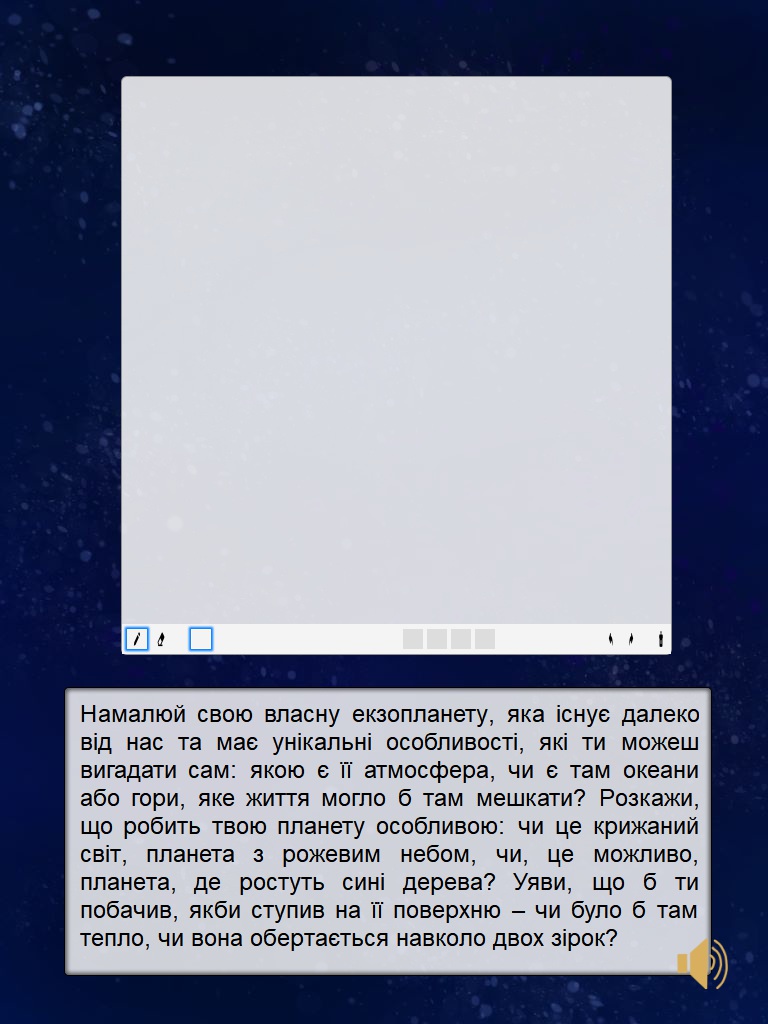 Намалюй свою власну екзопланету, яка існує далеко
від нас та має унікальні особливості, які ти можеш
вигадати сам: якою є її атмосфера, чи є там океани
або гори, яке життя могло б там мешкати? Розкажи,
що робить твою планету особливою: чи це крижаний
світ, планета з рожевим небом, чи, це можливо,
планета, де ростуть сині дерева? Уяви, що б ти
побачив, якби ступив на її поверхню – чи було б там
тепло, чи вона обертається навколо двох зірок?